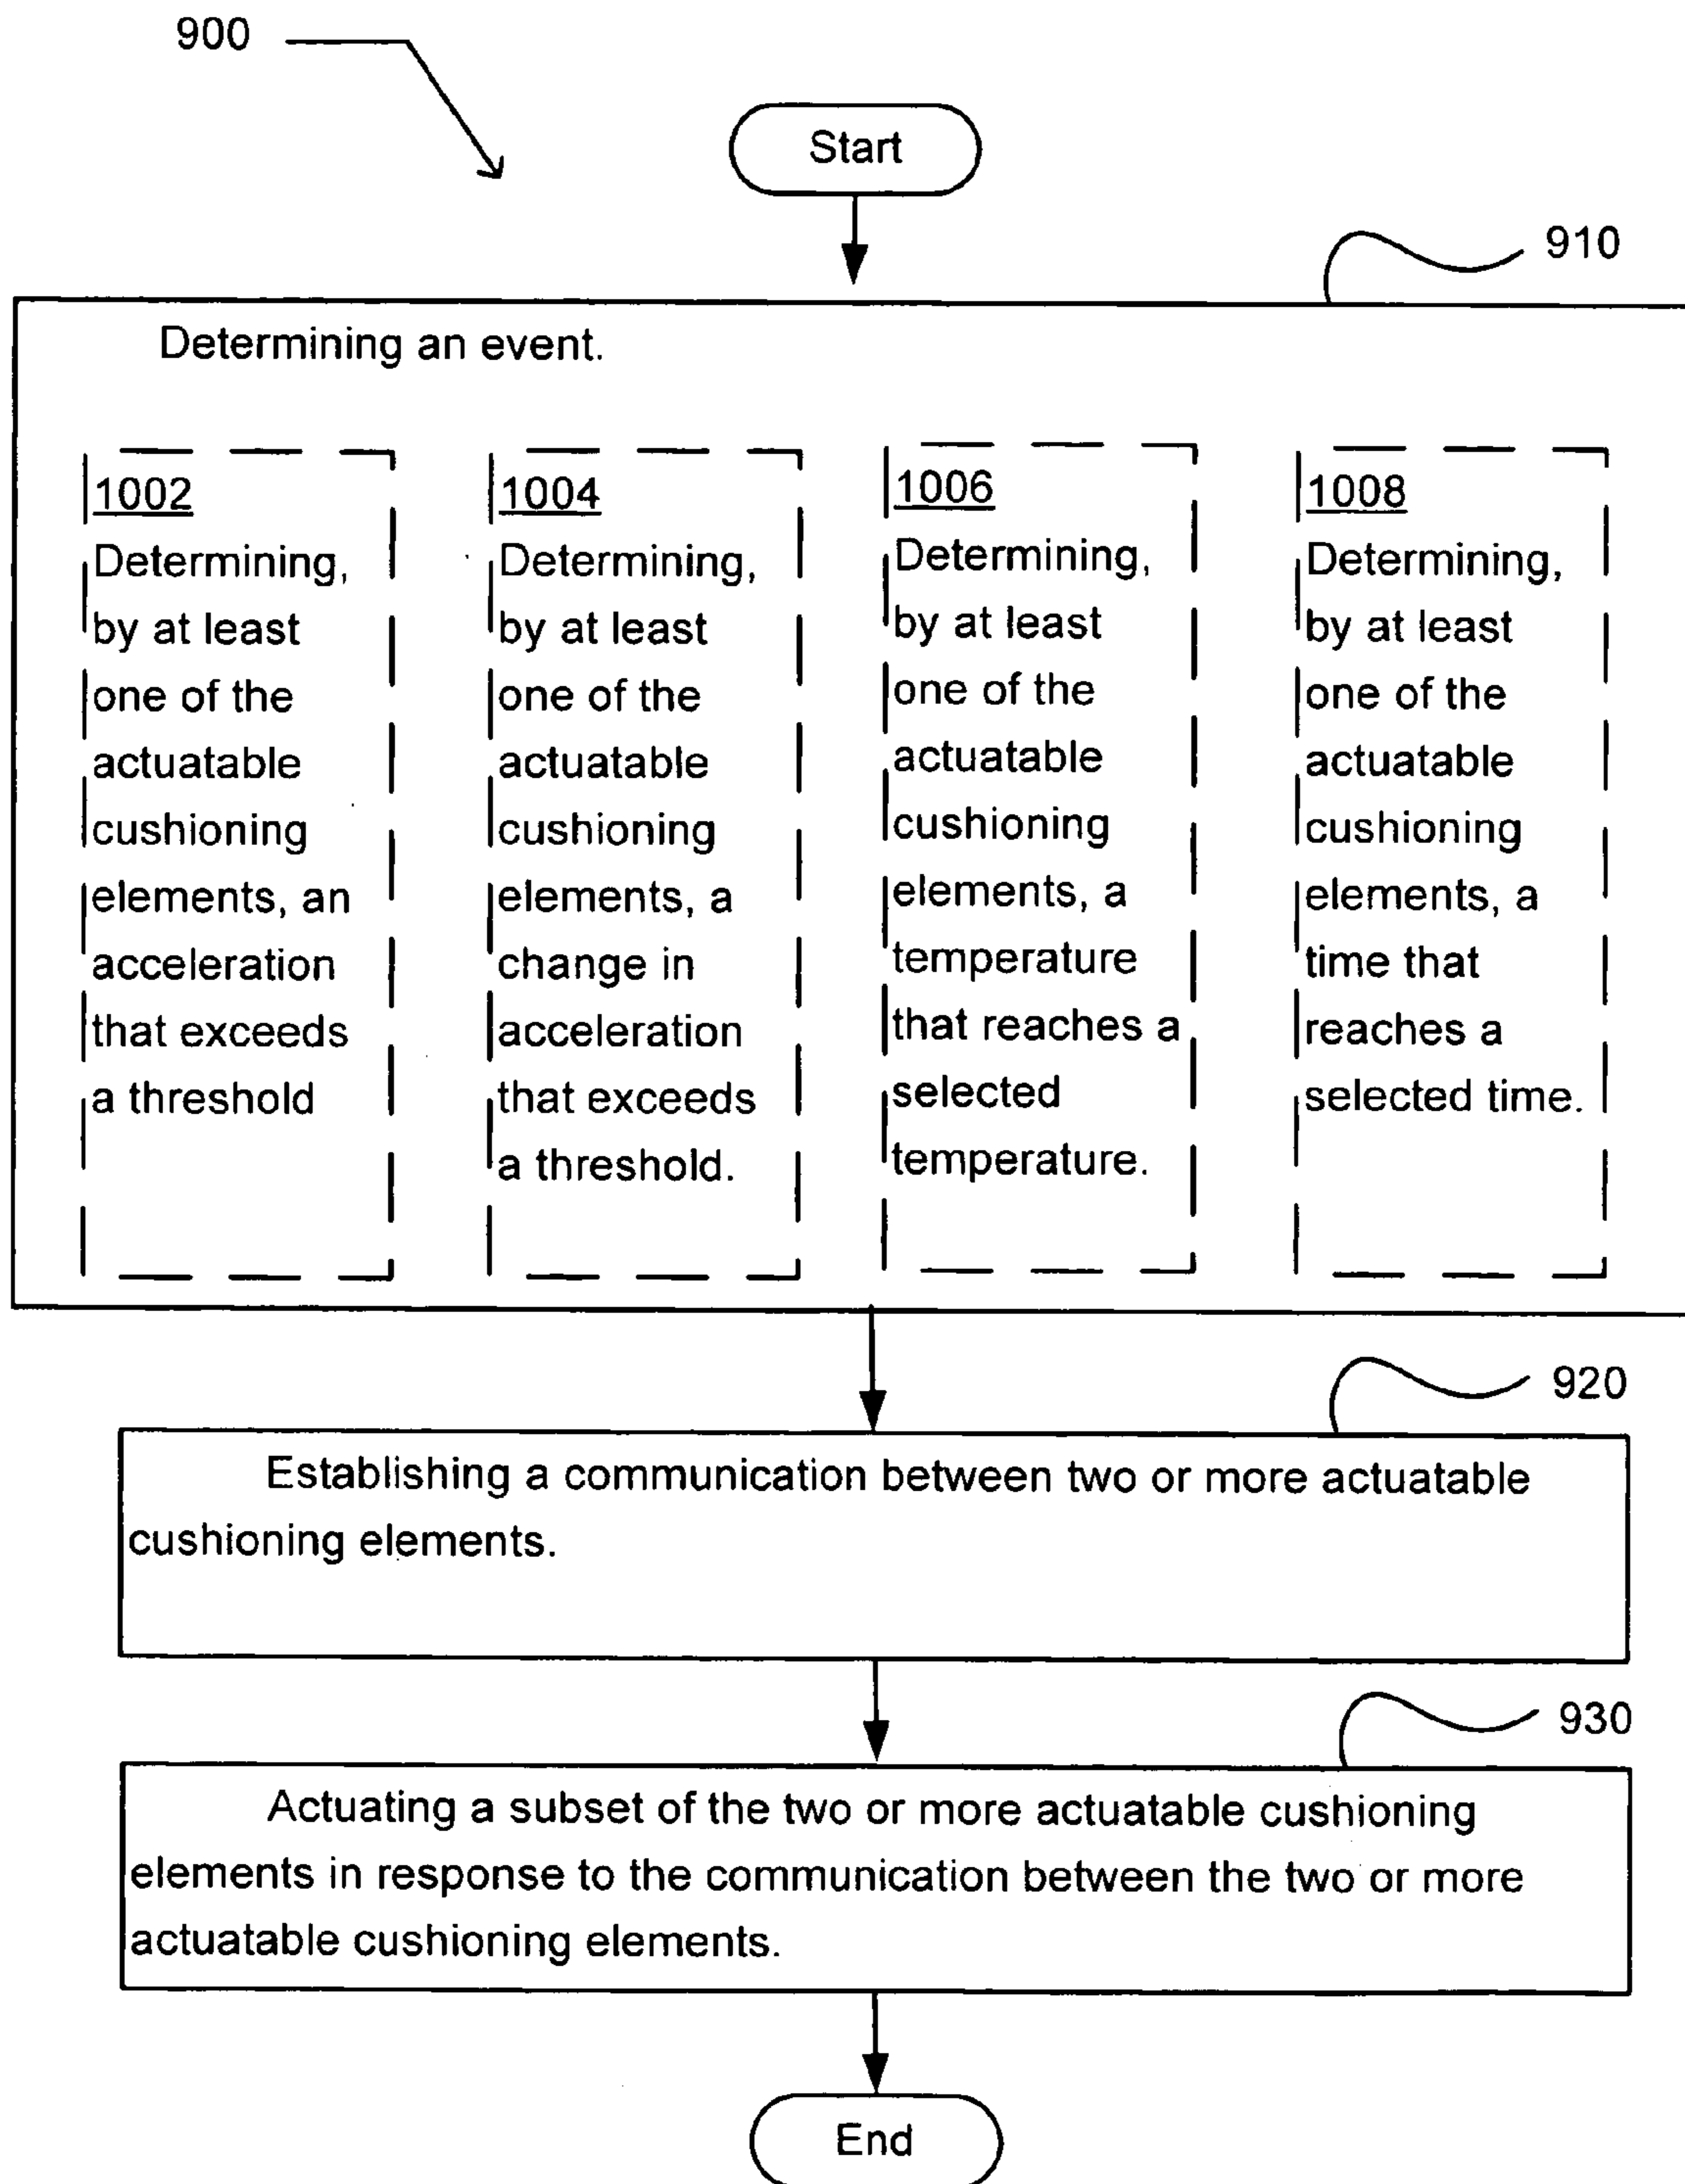 900
Start
910
Determining an event.
1002
Determining,
by at least
one of the
actuatable
cushioning
elements, an
acceleration
that exceeds
a threshold
1004
Determining,
by at least
one of the
actuatable
cushioning
elements, a
change in
acceleration
that exceeds
a threshold.
1006
Determining,
by at least
one of the
actuatable
cushioning
elements, a
temperature
that reaches a
selected
temperature.
1008
Determining,
by at least
one of the
actuatable
cushioning
elements, a
time that
reaches a
selected time.
920
Establishing a communication between two or more actuatable
cushioning elements.
930
Actuating a subset of the two or more actuatable cushioning
elements in response to the communication between the two or more
actuatable cushioning elements.
End